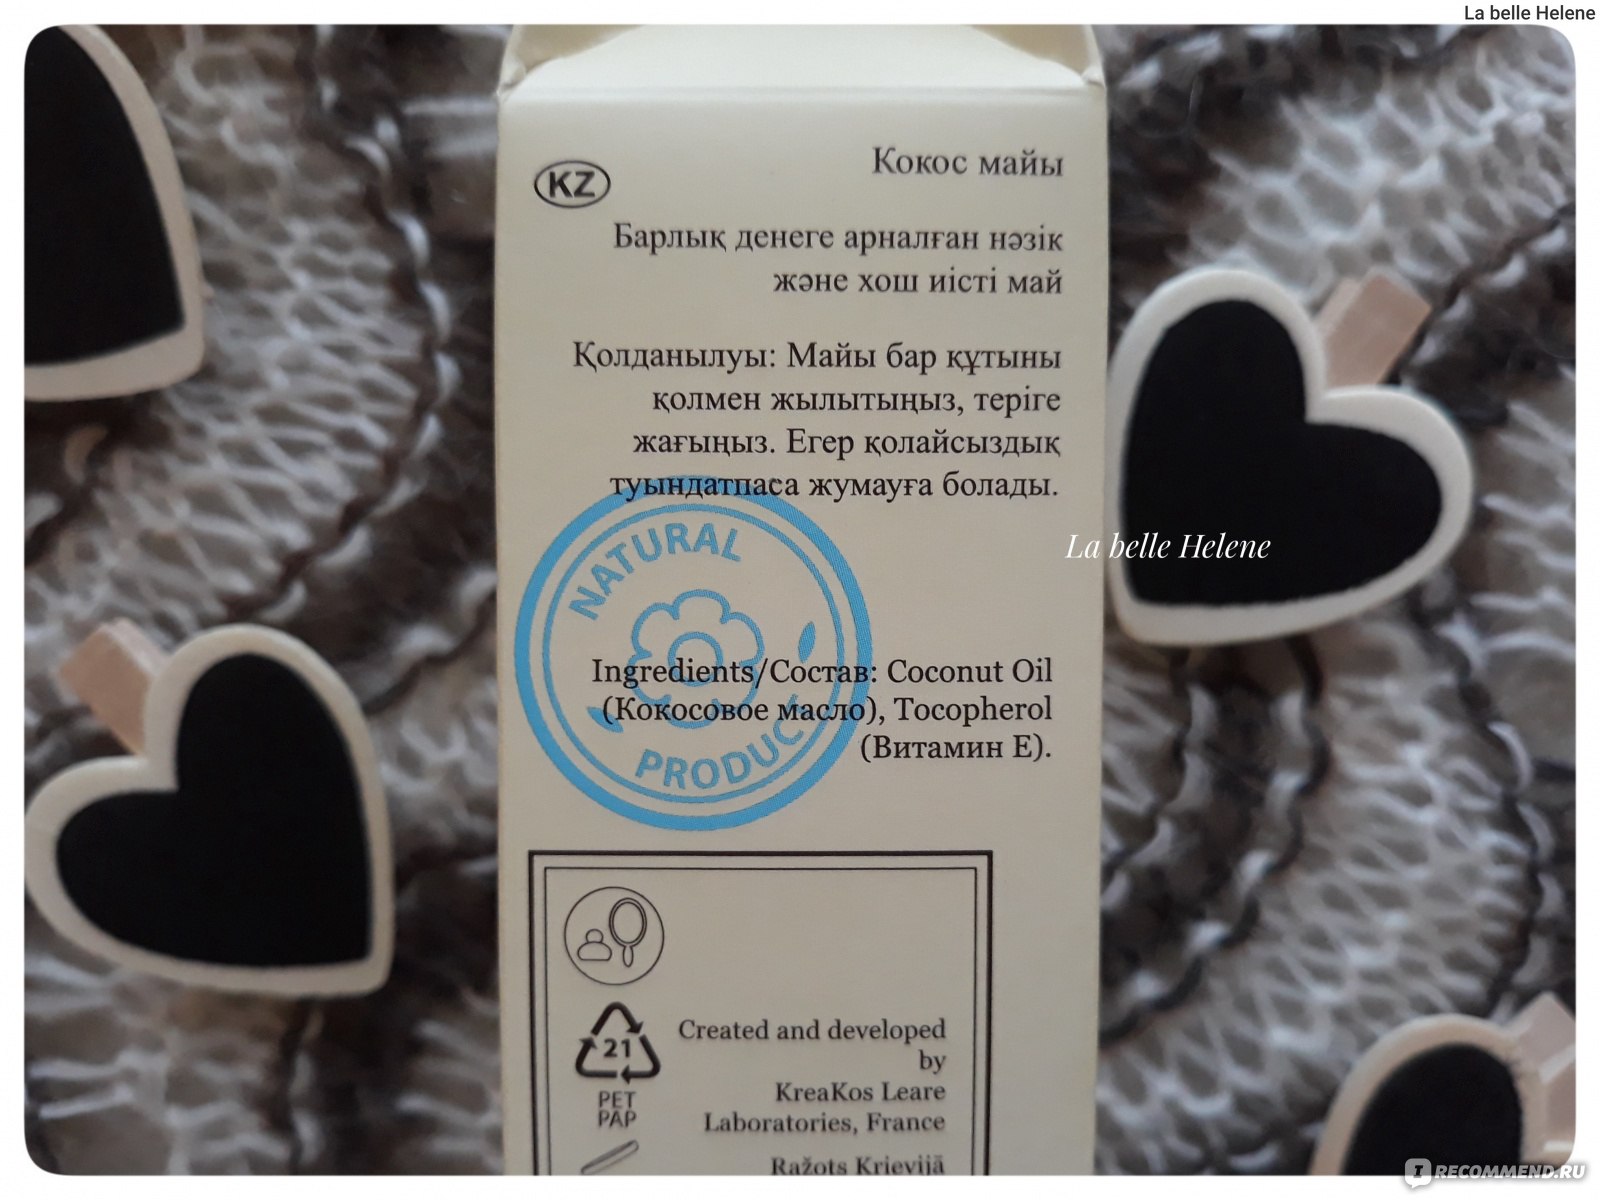 La belle Helene
KZ
Кокос майы
Барлық денеге арналған нәзік
және хош иісті май
Қолданылуы: Майы бар құтыны
қолмен жылытыңыз, теріге
жағыңыз. Егер қолайсыздық
туындатпаса жумауға болады.
La belle Helene
NATURAL
PRODUCT
Ingredients/Состав: Coconut Oil
(Кокосовое масло), Tocopherol
(Витамин Е).
21
PET
PAP
Created and developed
by
KreaKos Leare
Laboratories, France
Ražots Krievijā
IRECOMMEND.RU